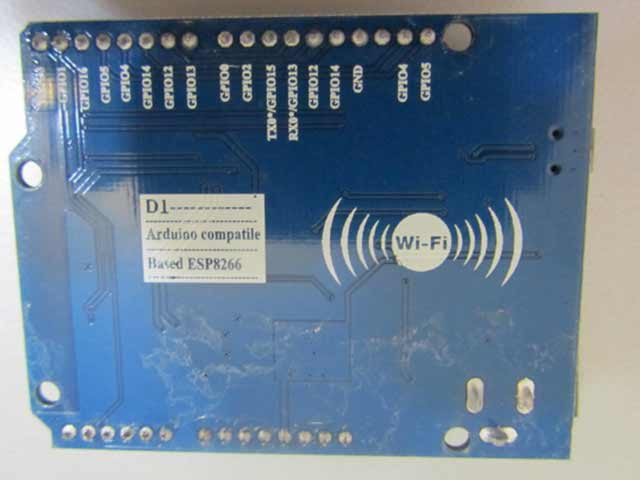 GPIO1
GPIO16
GPIO5
GPIO4
GPIO14
GPIO12
GPIO13
GPIO0
GPIO2
TX0*/GPIO15
RX0*/GPIO13
GPIO12
GPIO14
GND
GPIO4
GPIO5
D1------------
Arduino compatile
Based ESP8266
Wi-Fi